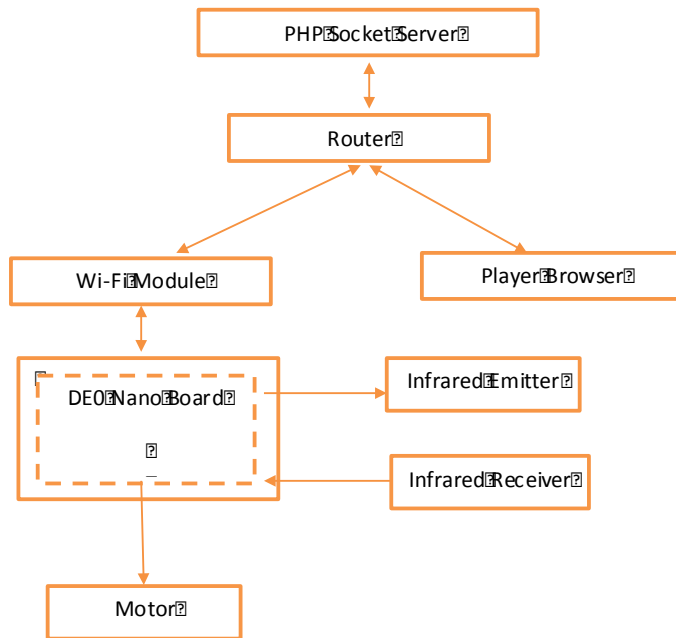 PHP Socket Server
Router
Wi-Fi Module
Player Browser
DE0 Nano Board
Infrared Emitter
Infrared Receiver
Motor